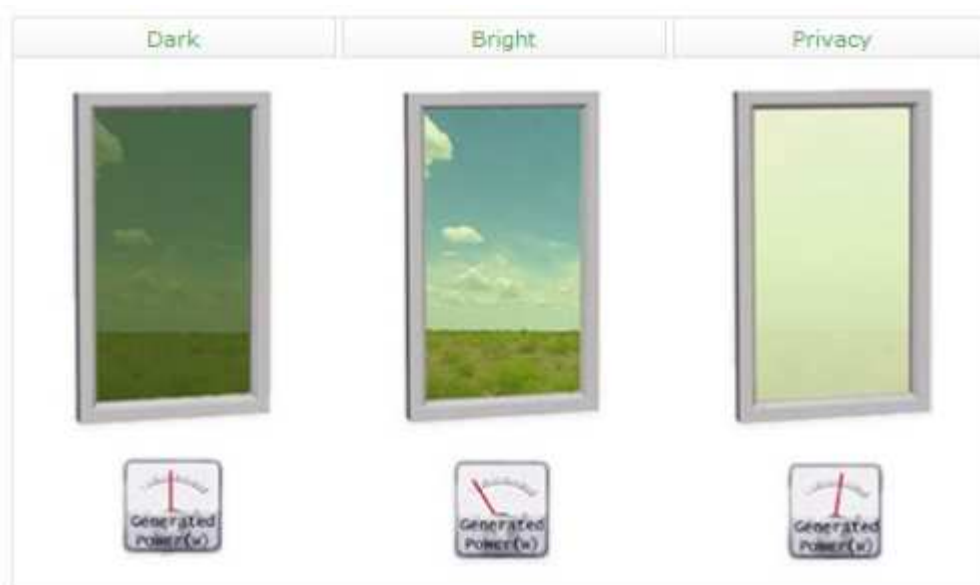 Dark
Bright
Privacy
Generated
Power(w)
Generated
Power(w)
Generated
Power(w)